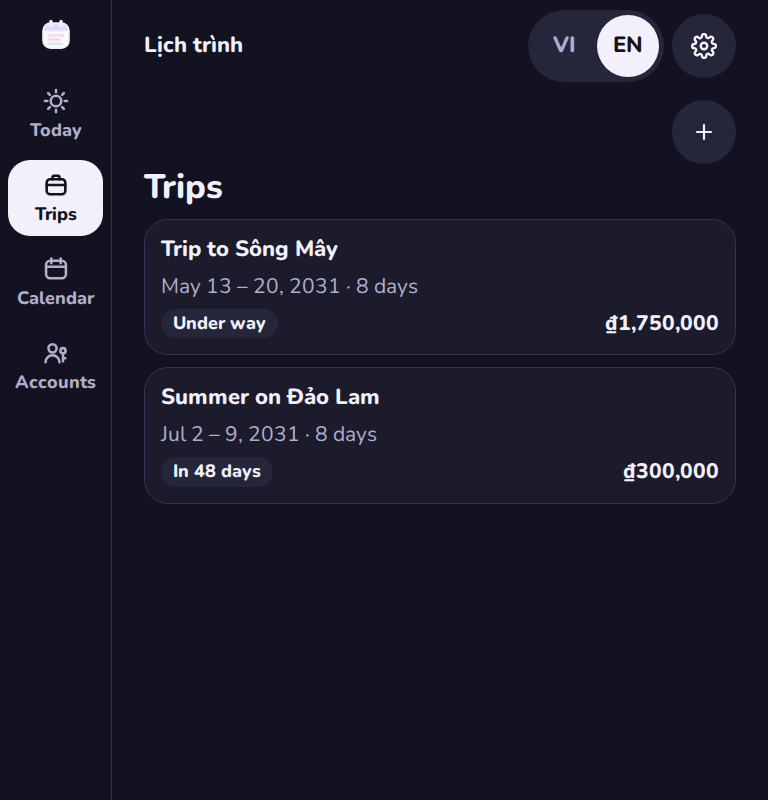 Lịch trình
VI
EN
Today
Trips
Calendar
Accounts
Trips
Trip to Sông Mây
May 13 – 20, 2031 · 8 days
Under way
₫1,750,000
Summer on Đảo Lam
Jul 2 – 9, 2031 · 8 days
In 48 days
₫300,000